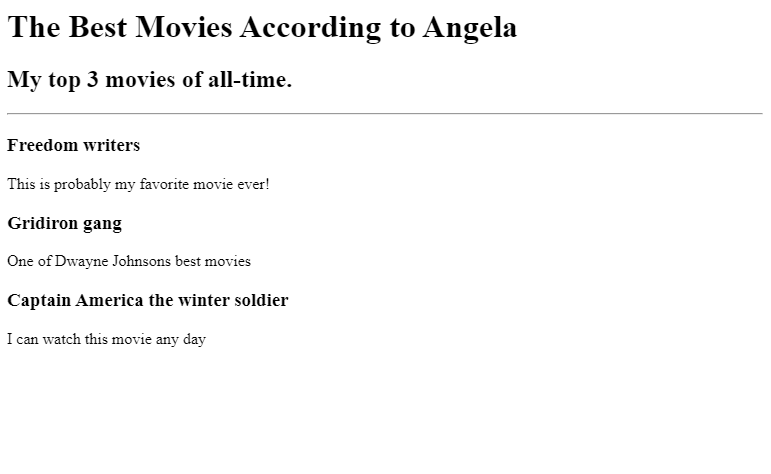 The Best Movies According to Angela
My top 3 movies of all-time.
Freedom writers
This is probably my favorite movie ever!
Gridiron gang
One of Dwayne Johnsons best movies
Captain America the winter soldier
I can watch this movie any day